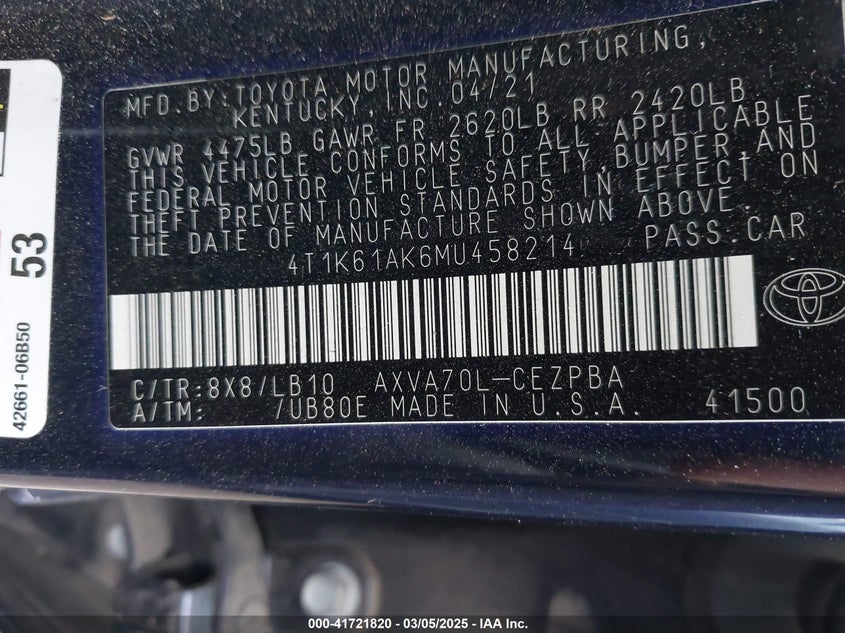 MFD.BY:TOYOTA MOTOR MANUFACTURING,
KENTUCKY,INC. 04/21
GVWR 4475LB GAWR FR 2620LB RR 2420LB
THIS VEHICLE CONFORMS TO ALL APPLICABLE
FEDERAL MOTOR VEHICLE SAFETY,BUMPER,AND
THEFT PREVENTION STANDARDS IN EFFECT ON
THE DATE OF MANUFACTURE SHOWN ABOVE.
4T1K61AK6MU458214 PASS.CAR
C/TR:8X8/LB10 AXVA70L-CEZPBA
A/TM: /UB80E MADE IN U.S.A. 41500
53
42661-06B50
000-41721820 - 03/05/2025 - IAA Inc.